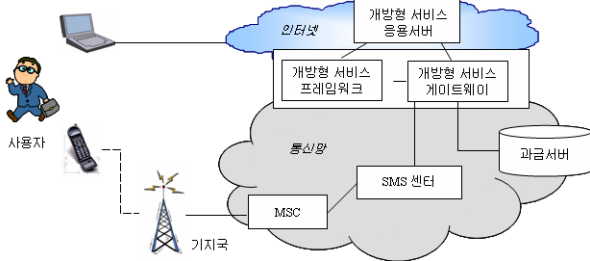 인터넷
개방형 서비스
응용서버
개방형 서비스
프레임워크
개방형 서비스
게이트웨이
사용자
통신망
과금서버
SMS 센터
MSC
기지국